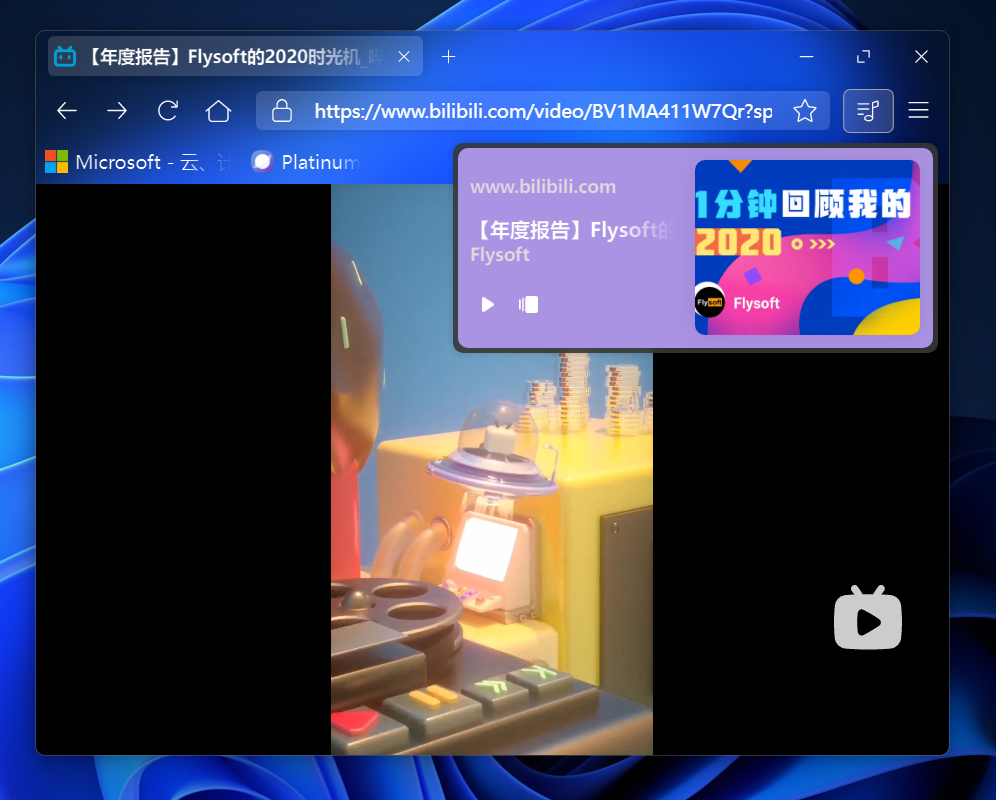 【年度报告】Flysoft的2020时光机_
https://www.bilibili.com/video/BV1MA411W7Qr?sp
Microsoft - 云、
Platinum
www.bilibili.com
【年度报告】Flysoft的
Flysoft
1分钟回顾我的
2020
Flysoft
Flysoft